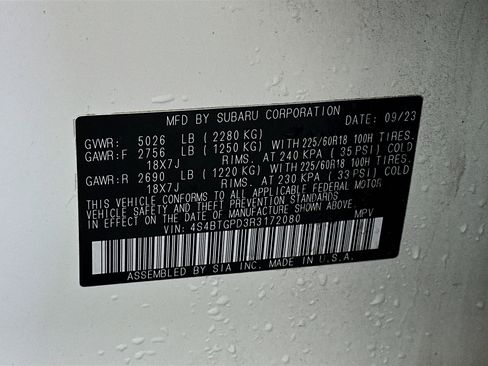 MFD BY SUBARU CORPORATION DATE: 09/23
GVWR: 5026 LB (2280 KG)
GAWR:F 2756 LB (1250 KG) WITH 225/60R18 100H TIRES.
18X7J RIMS. AT 240 KPA (35 PSI) COLD
GAWR:R 2690 LB (1220 KG) WITH 225/60R18 100H TIRES.
18X7J RIMS. AT 230 KPA (33 PSI) COLD
THIS VEHICLE CONFORMS TO ALL APPLICABLE FEDERAL MOTOR
VEHICLE SAFETY AND THEFT PREVENTION STANDARDS
IN EFFECT ON THE DATE OF MANUFACTURE SHOWN ABOVE.
VIN: 4S4BTGPD3R3172080 MPV
ASSEMBLED BY SIA INC. MADE IN U.S.A.